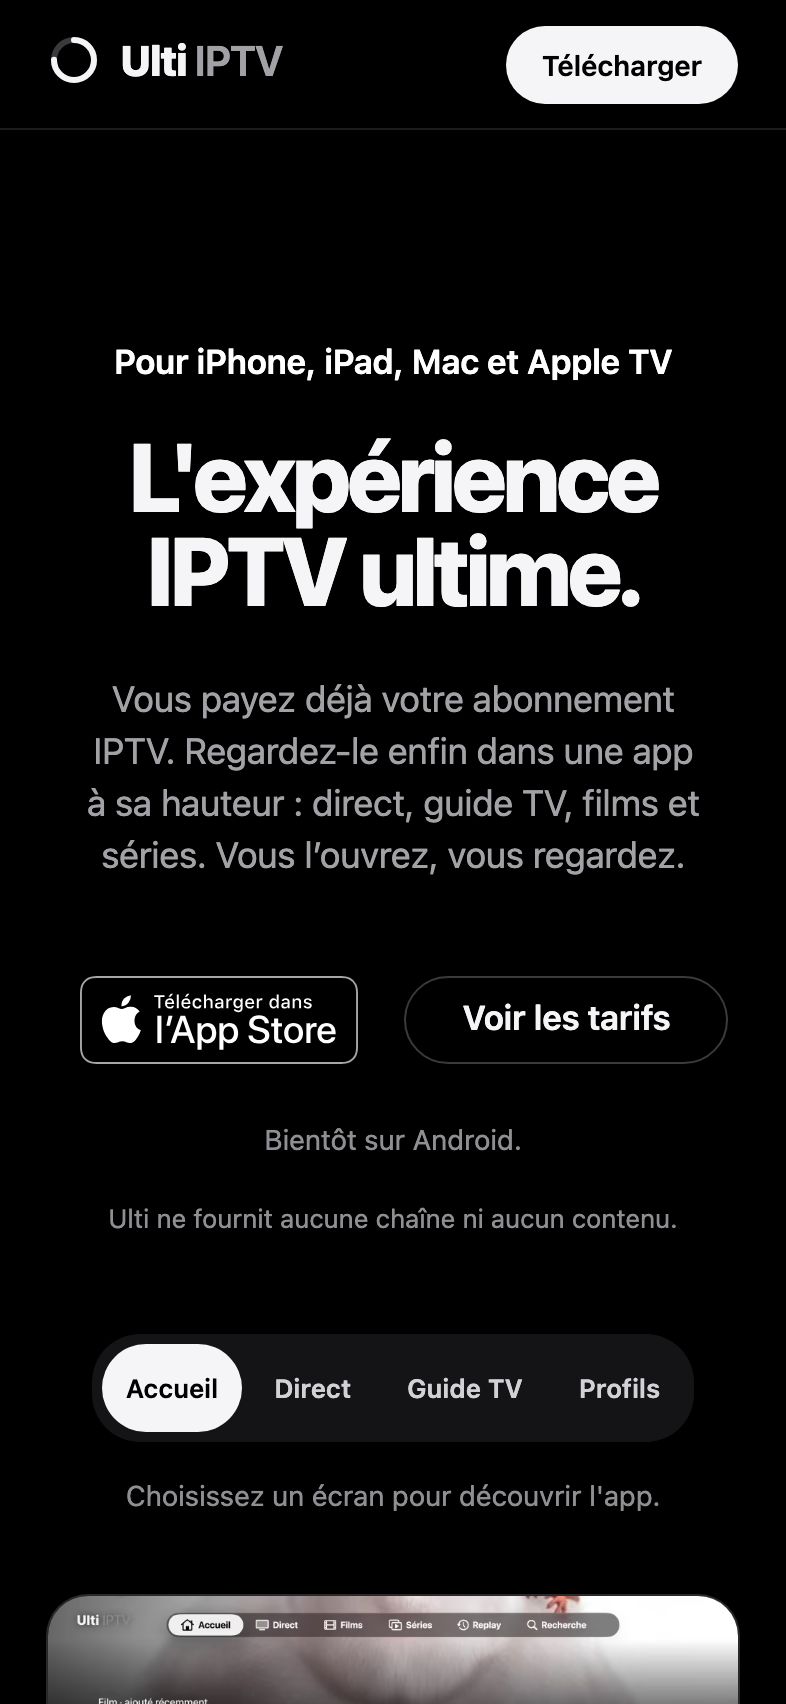 Ulti IPTV
Télécharger
Pour iPhone, iPad, Mac et Apple TV
L'expérience
IPTV ultime.
Vous payez déjà votre abonnement
IPTV. Regardez-le enfin dans une app
à sa hauteur : direct, guide TV, films et
séries. Vous l’ouvrez, vous regardez.
Télécharger dans
l’App Store
Voir les tarifs
Bientôt sur Android.
Ulti ne fournit aucune chaîne ni aucun contenu.
Accueil
Direct
Guide TV
Profils
Choisissez un écran pour découvrir l'app.
Ulti IPTV
Accueil
Direct
Films
Séries
Replay
Recherche
Film · ajouté récemment